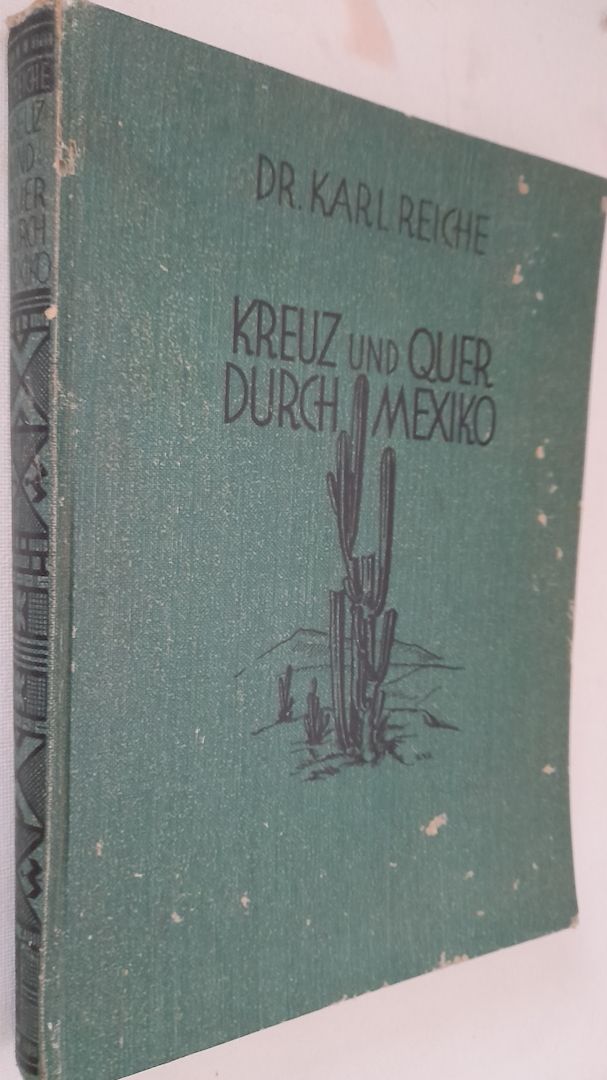 DR. KARL REICHE
KREUZ UND QUER
DURCH MEXIKO